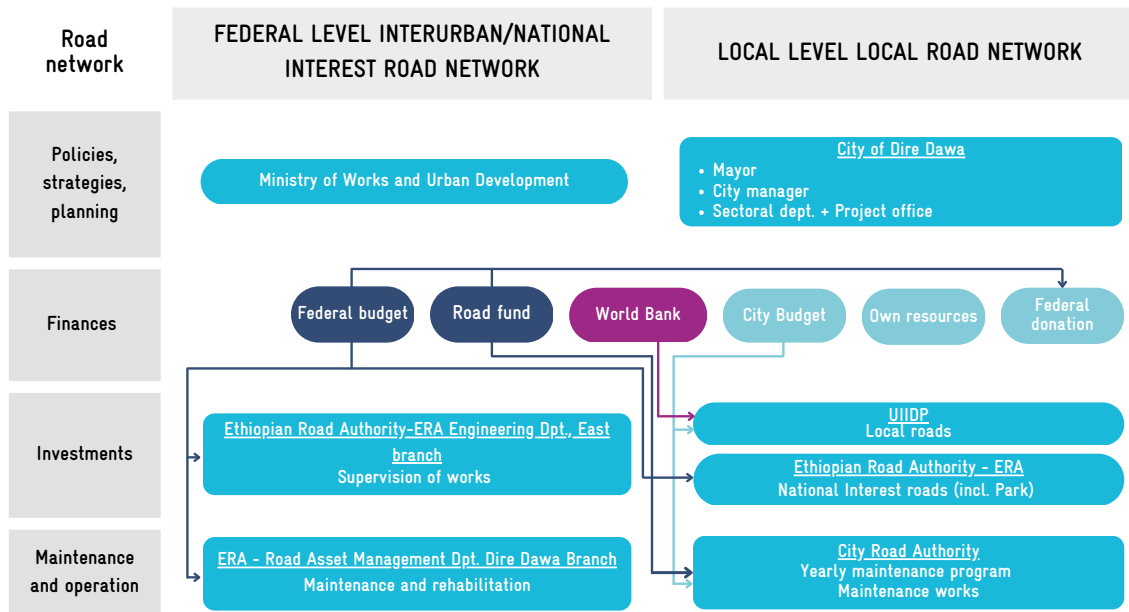 Road
network
FEDERAL LEVEL INTERURBAN/NATIONAL
INTEREST ROAD NETWORK
LOCAL LEVEL LOCAL ROAD NETWORK
Policies,
strategies,
planning
Ministry of Works and Urban Development
City of Dire Dawa
• Mayor
• City manager
• Sectoral dept. + Project office
Finances
Federal budget
Road fund
World Bank
City Budget
Own resources
Federal
donation
Investments
Ethiopian Road Authority-ERA Engineering Dpt., East
branch
Supervision of works
UIIDP
Local roads
Ethiopian Road Authority - ERA
National Interest roads (incl. Park)
Maintenance
and operation
ERA - Road Asset Management Dpt. Dire Dawa Branch
Maintenance and rehabilitation
City Road Authority
Yearly maintenance program
Maintenance works